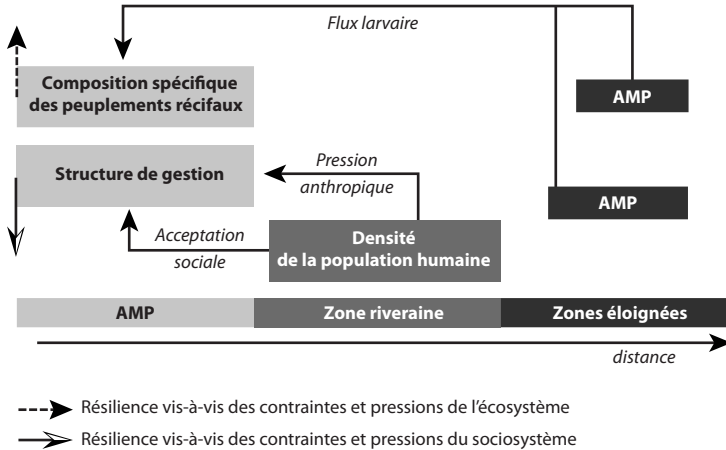 Flux larvaire
Composition spécifique
des peuplements récifaux
AMP
Structure de gestion
Pression
anthropique
AMP
Acceptation
sociale
Densité
de la population humaine
AMP
Zone riveraine
Zones éloignées
distance
Résilience vis-à-vis des contraintes et pressions de l'écosystème
Résilience vis-à-vis des contraintes et pressions du sociosystème